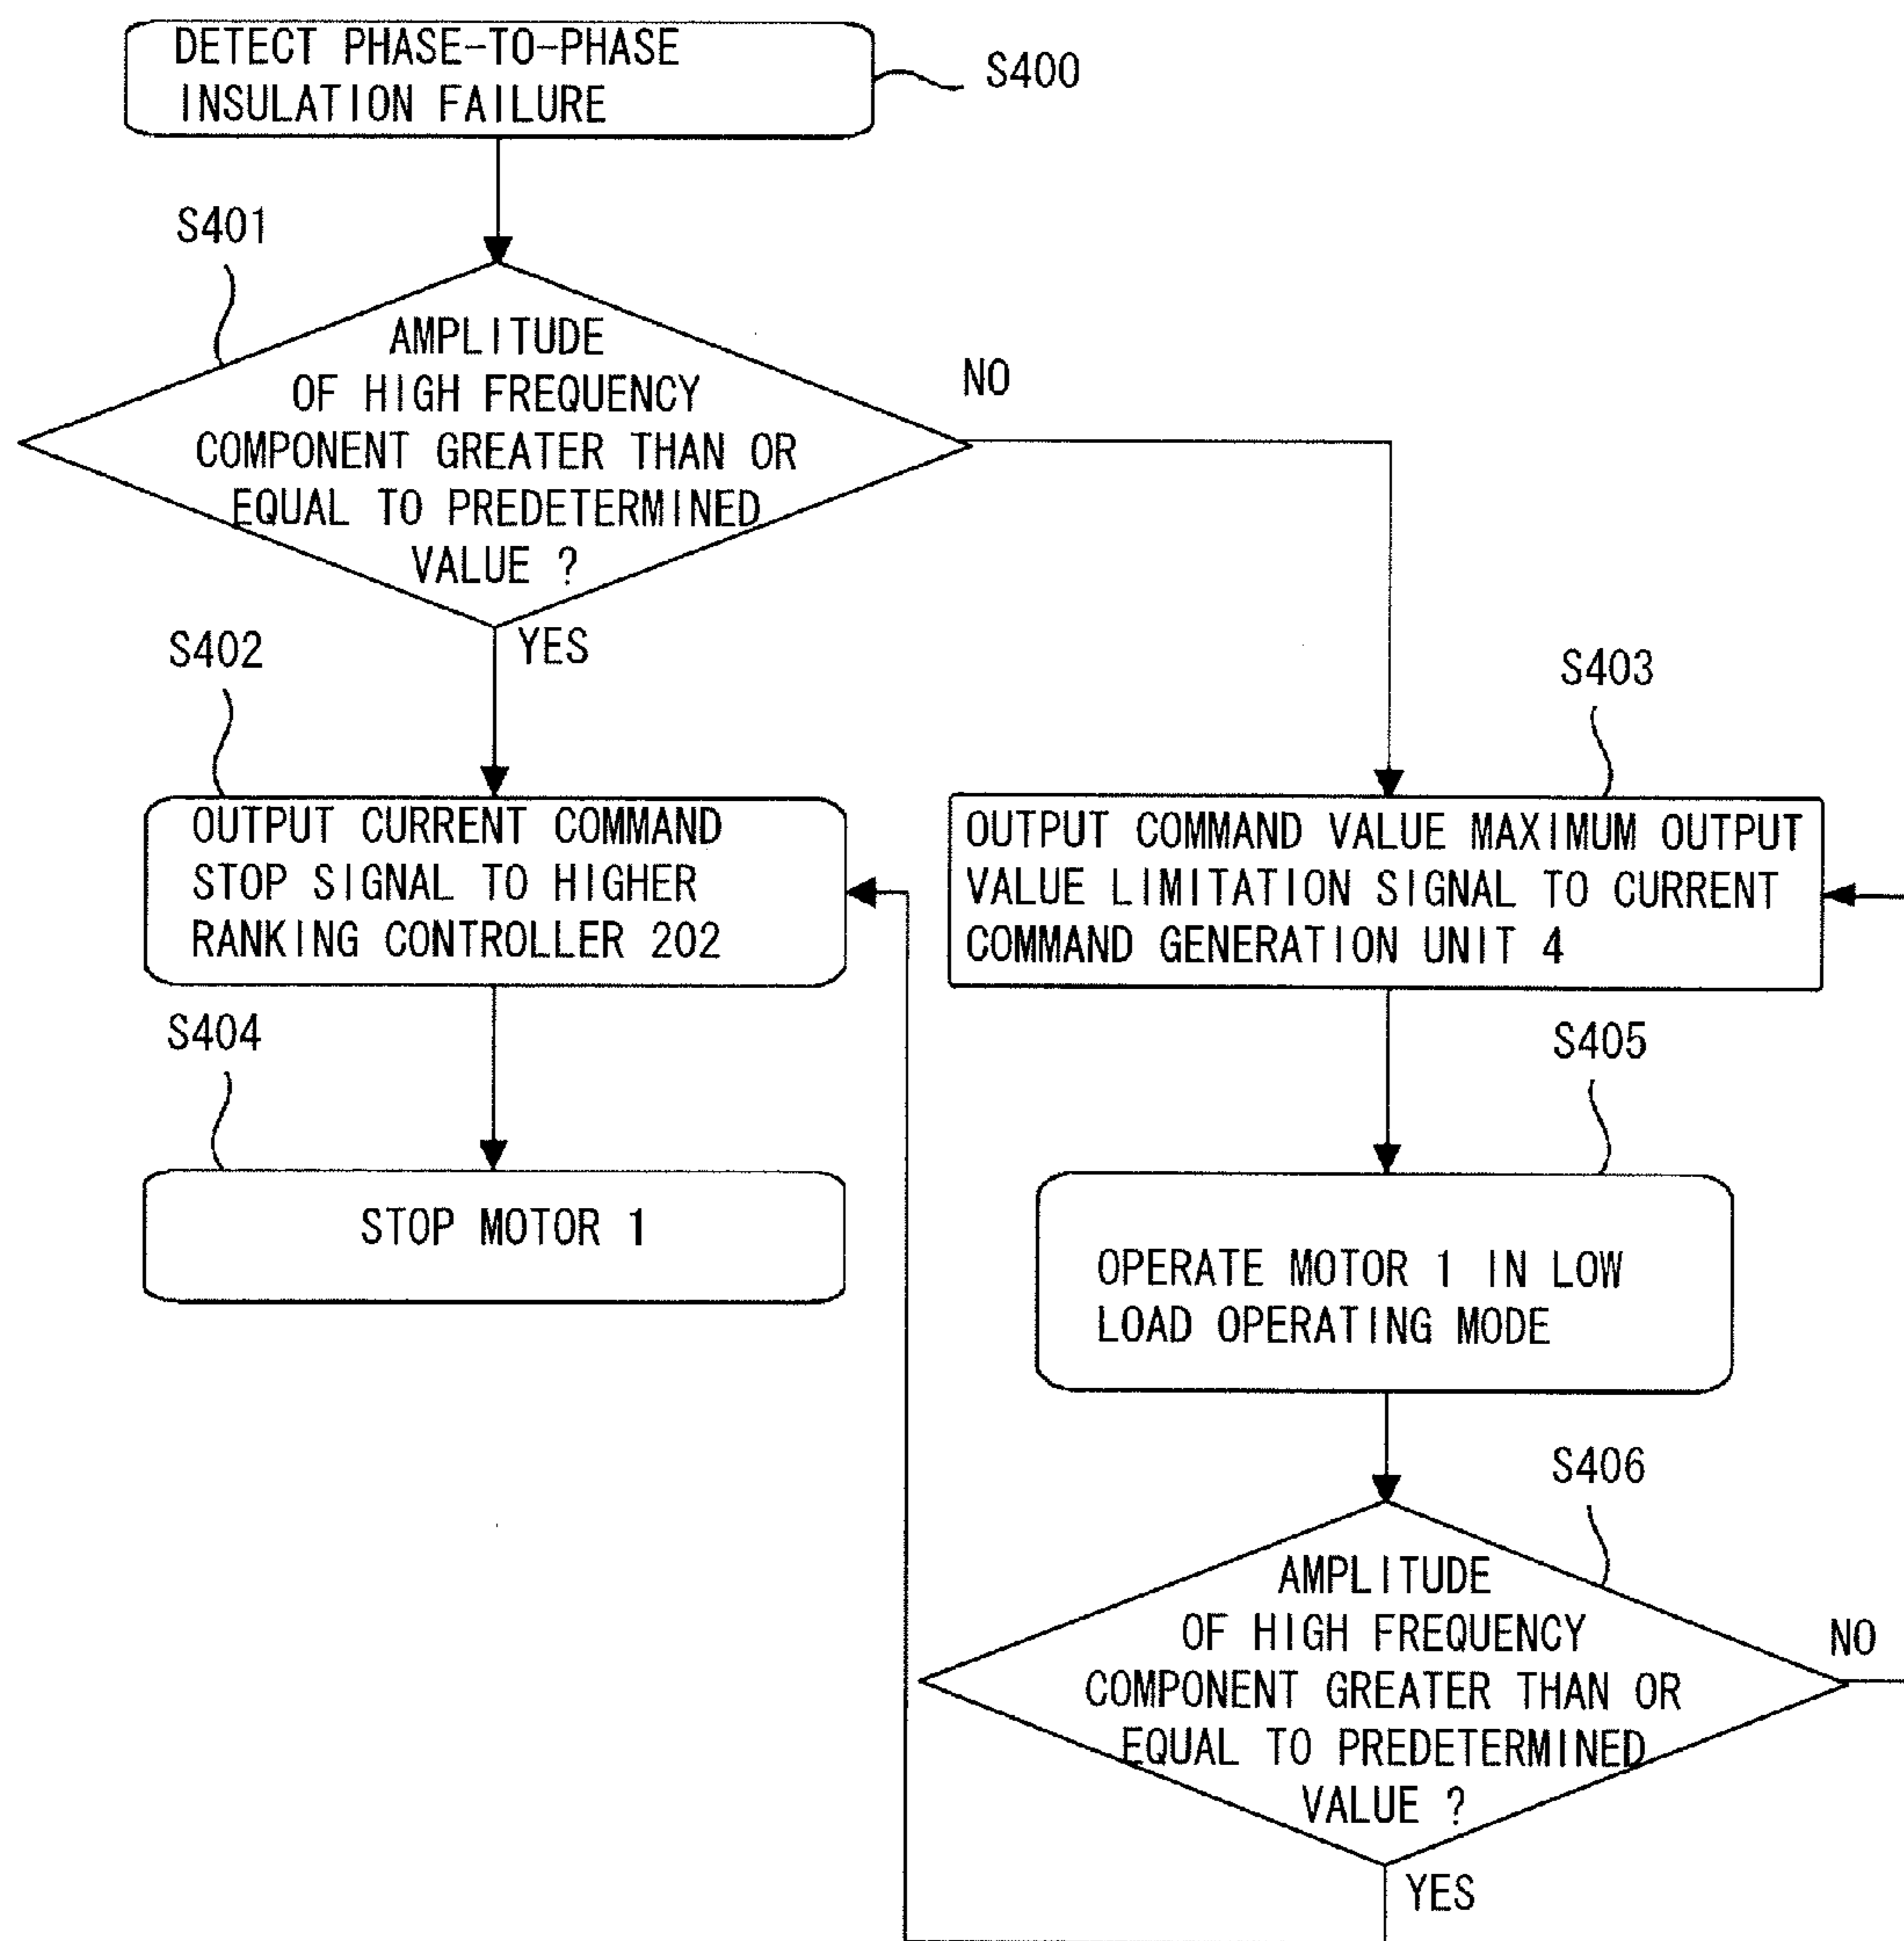 DETECT PHASE-TO-PHASE
INSULATION FAILURE
S400
S401
AMPLITUDE
OF HIGH FREQUENCY
COMPONENT GREATER THAN OR
EQUAL TO PREDETERMINED
VALUE ?
NO
YES
S402
OUTPUT CURRENT COMMAND
STOP SIGNAL TO HIGHER
RANKING CONTROLLER 202
S403
OUTPUT COMMAND VALUE MAXIMUM OUTPUT
VALUE LIMITATION SIGNAL TO CURRENT
COMMAND GENERATION UNIT 4
S404
STOP MOTOR 1
S405
OPERATE MOTOR 1 IN LOW
LOAD OPERATING MODE
S406
AMPLITUDE
OF HIGH FREQUENCY
COMPONENT GREATER THAN OR
EQUAL TO PREDETERMINED
VALUE ?
NO
YES